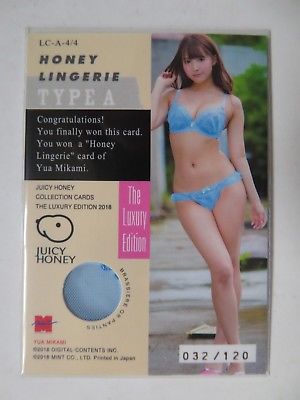 LC-A-4/4
HONEY
LINGERIE
TYPE A
Congratulations!
You finally won this card.
You won a "Honey
Lingerie" card of
Yua Mikami.
JUICY HONEY
COLLECTION CARDS
THE LUXURY EDITION 2018
JUICY
HONEY
The Luxury
Edition
BRASSIERE OR PANTIES
YUA MIKAMI
©2018 DIGITAL-CONTENTS INC.
©2018 MINT CO., LTD. Printed in Japan
032/120